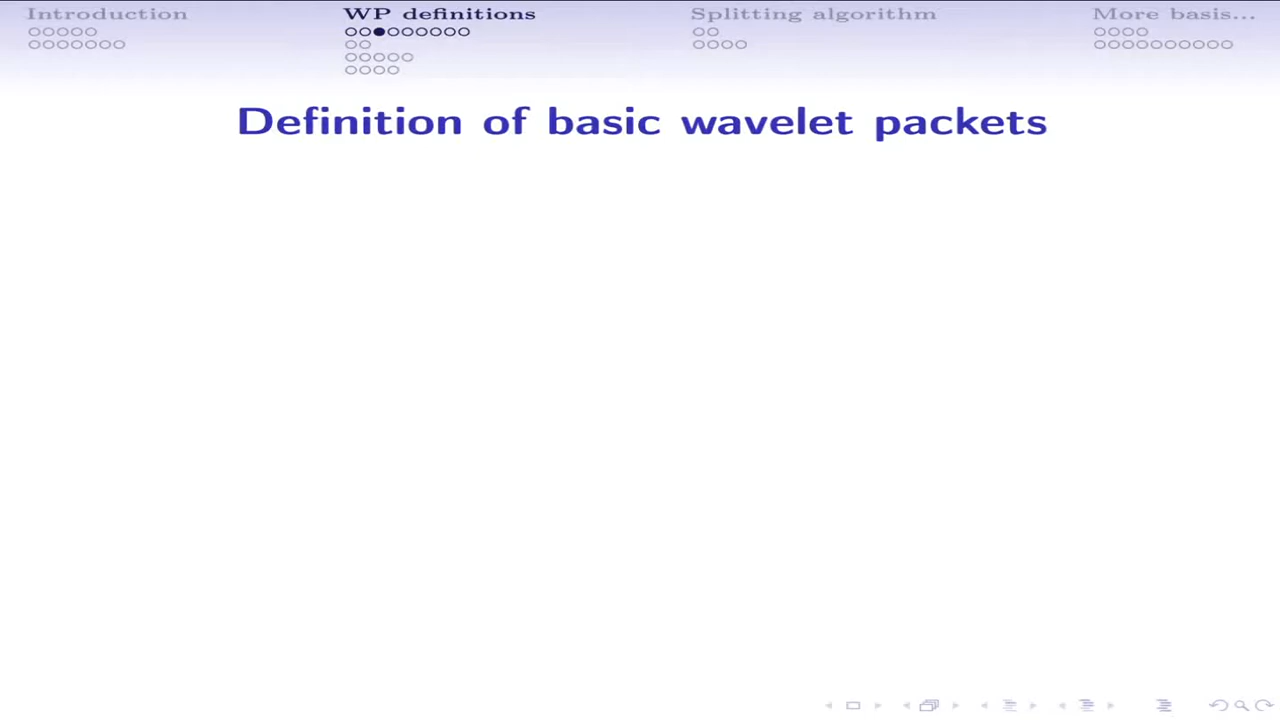 Introduction WP definitions Splitting algorithm More basis...
Definition of basic wavelet packets